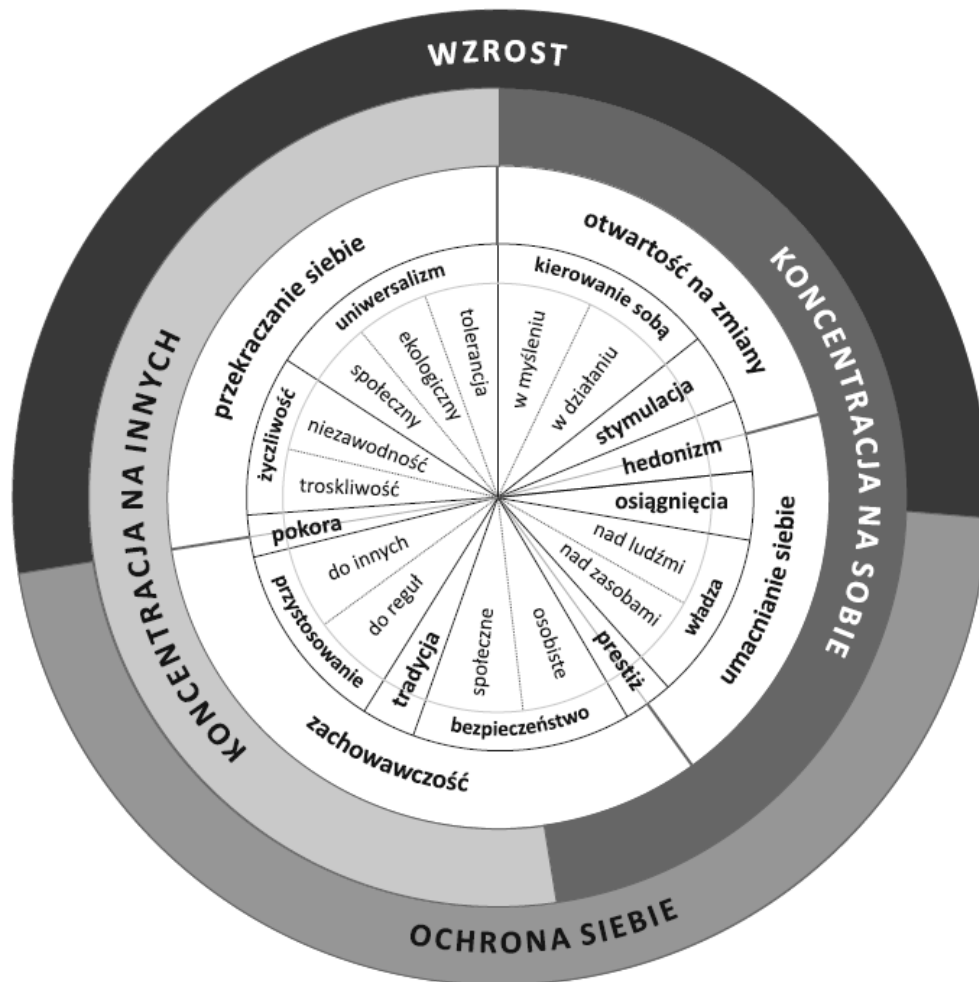 WZROST
KONCENTRACJA NA SOBIE
OCHRONA SIEBIE
KONCENTRACJA NA INNYCH
przekraczanie siebie
otwartość na zmiany
umacnianie siebie
zachowawczość
uniwersalizm
kierowanie sobą
stymulacja
hedonizm
osiągnięcia
władza
prestiż
bezpieczeństwo
tradycja
przystosowanie
pokora
życzliwość
tolerancja
w myśleniu
w działaniu
nad ludźmi
nad zasobami
osobiste
społeczne
do reguł
do innych
troskliwość
niezawodność
społeczny
ekologiczny